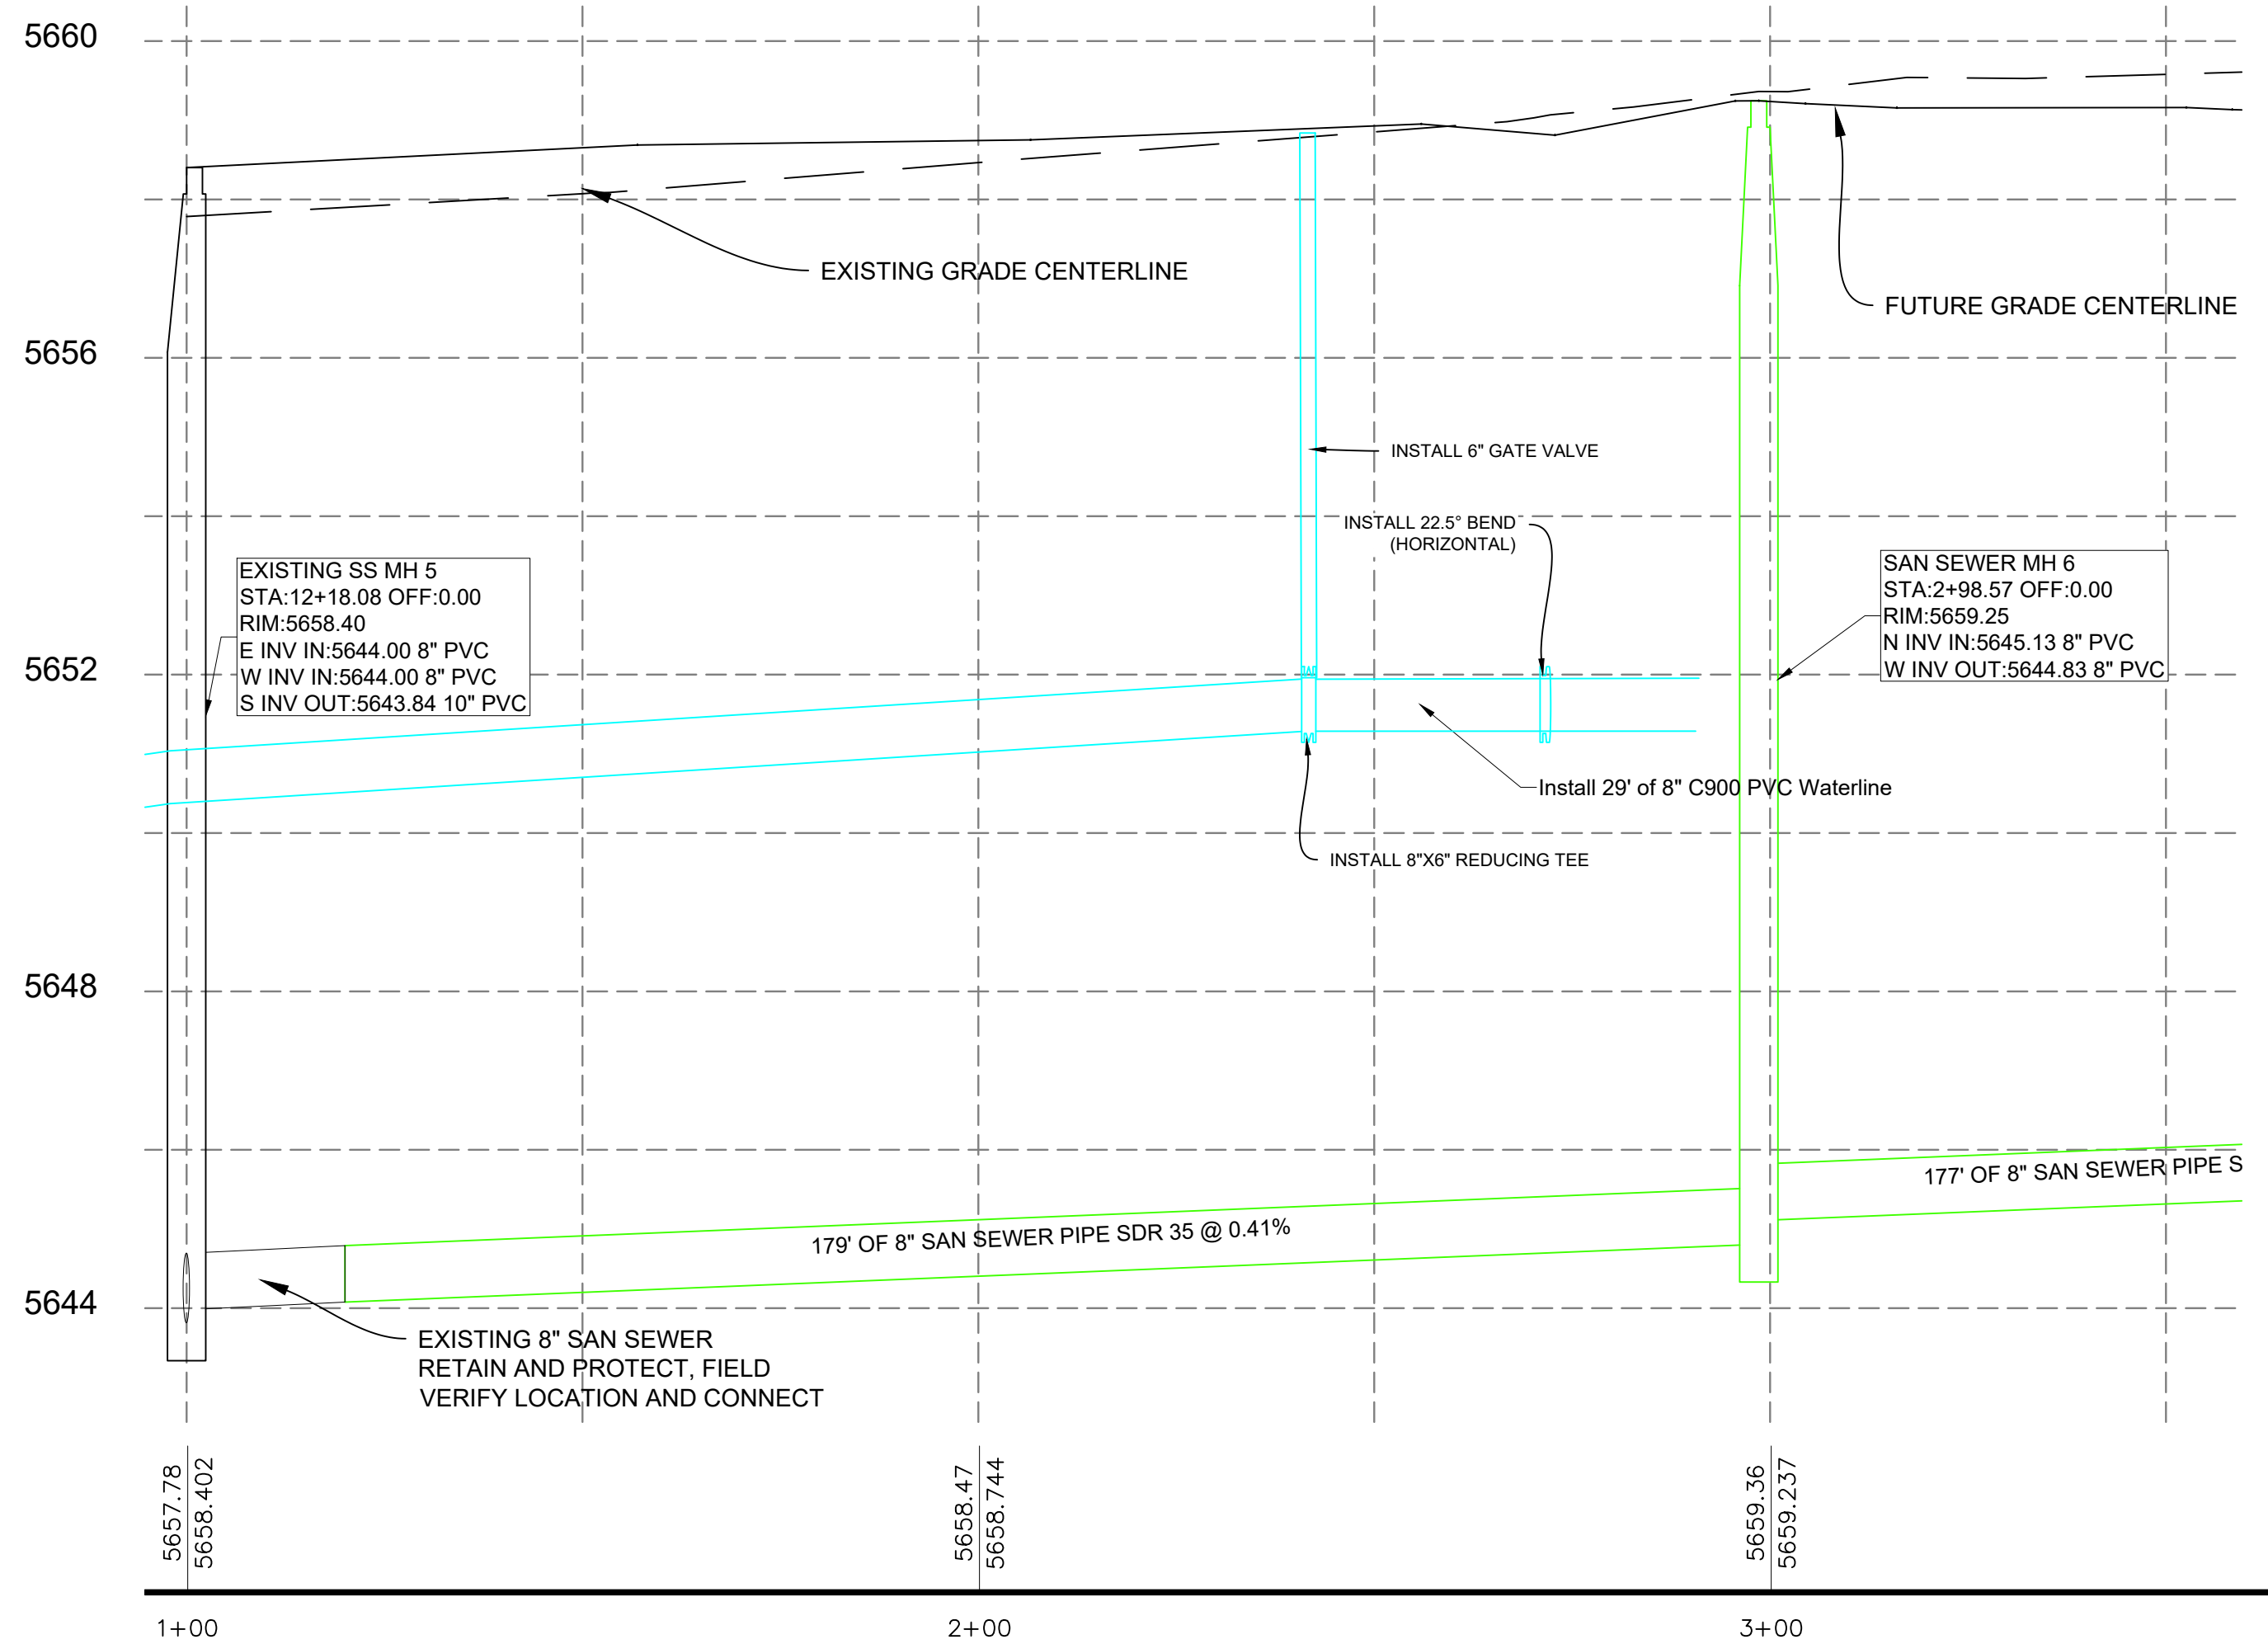 5660
EXISTING GRADE CENTERLINE
FUTURE GRADE CENTERLINE
5656
INSTALL 6" GATE VALVE
INSTALL 22.5° BEND
(HORIZONTAL)
EXISTING SS MH 5
STA:12+18.08 OFF:0.00
RIM:5658.40
E INV IN:5644.00 8" PVC
W INV IN:5644.00 8" PVC
S INV OUT:5643.84 10" PVC
SAN SEWER MH 6
STA:2+98.57 OFF:0.00
RIM:5659.25
N INV IN:5645.13 8" PVC
W INV OUT:5644.83 8" PVC
5652
Install 29' of 8" C900 PVC Waterline
INSTALL 8"X6" REDUCING TEE
5648
177' OF 8" SAN SEWER PIPE S
179' OF 8" SAN SEWER PIPE SDR 35 @ 0.41%
5644
EXISTING 8" SAN SEWER
RETAIN AND PROTECT, FIELD
VERIFY LOCATION AND CONNECT
5657.78
5658.402
5658.47
5658.744
5659.36
5659.237
1+00
2+00
3+00